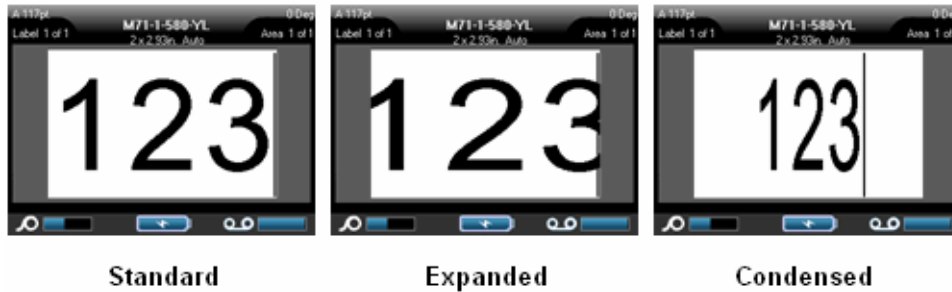 A 117pt. M71-1-580-YL 0 Deg
Label 1 of 1 2 x 2.93in. Auto Area 1 of 1
123
A 117pt. M71-1-580-YL 0 Deg
Label 1 of 1 2 x 2.93in. Auto Area 1 of 1
123
A 117pt. M71-1-580-YL 0 Deg
Label 1 of 1 2 x 2.93in. Auto Area 1 of 1
123
Standard
Expanded
Condensed